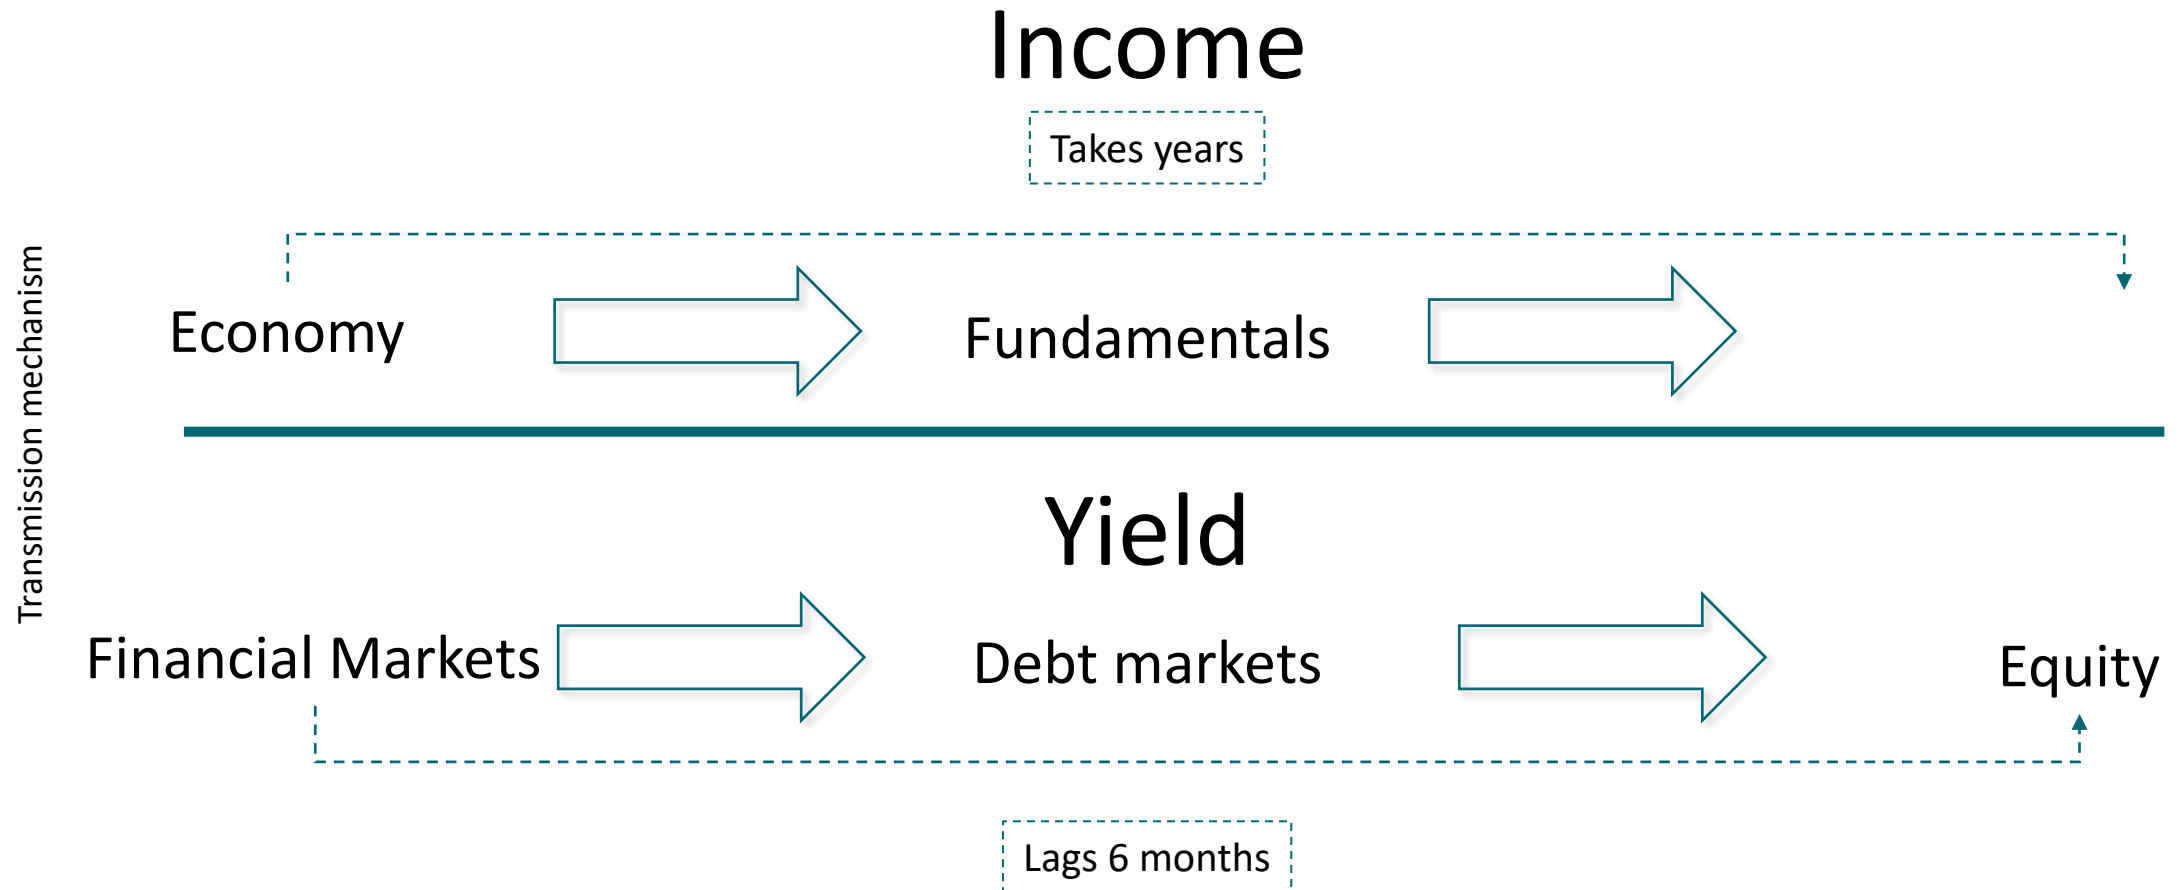 Income
Takes years
Transmission mechanism
Economy
Fundamentals
Yield
Financial Markets
Debt markets
Equity
Lags 6 months